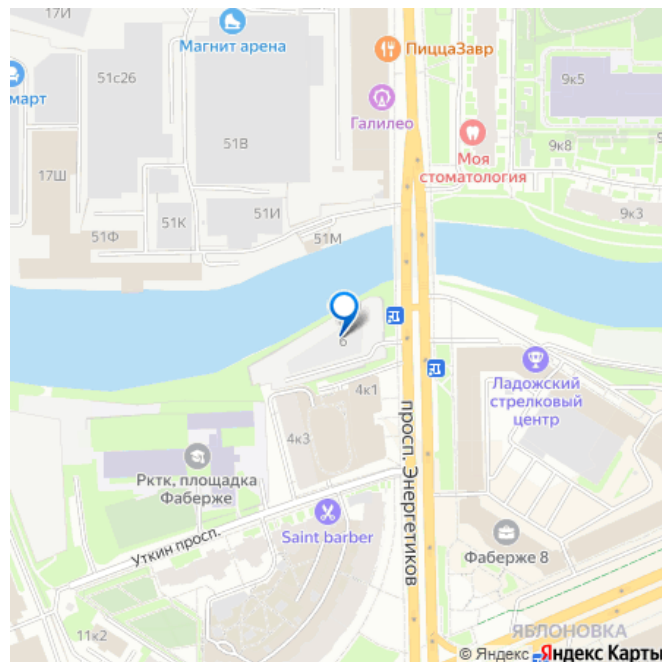 17И
Магнит арена
ПиццаЗавр
9к5
51с26
март
Галилео
51В
9к8
Моя
стоматология
17Ш
51К
51И
9к3
51Ф
51М
6
Ладожский
стрелковый
центр
4к1
просп. Энергетиков
4к3
Рктк, площадка
Фаберже
Saint barber
Уткин просп.
Фаберже 8
11к2
ЯБЛОНОВКА
© Яндекс Яндекс Карты